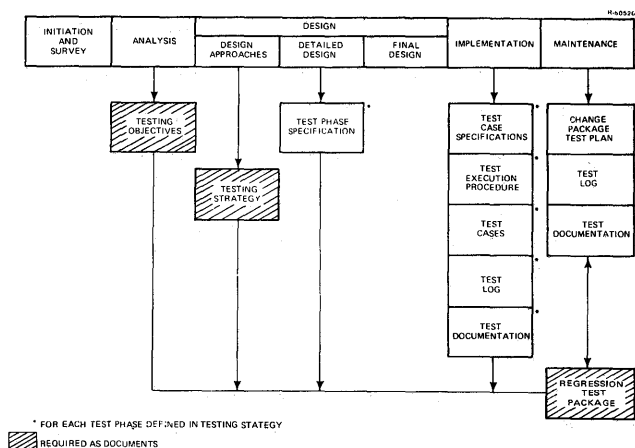 R-60526
INITIATION
AND
SURVEY
ANALYSIS
DESIGN
DESIGN
APPROACHES
DETAILED
DESIGN
FINAL
DESIGN
IMPLEMENTATION
MAINTENANCE
TESTING
OBJECTIVES
TESTING
STRATEGY
TEST PHASE
SPECIFICATION
*
TEST
CASE
SPECIFICATIONS
*
TEST
EXECUTION
PROCEDURE
*
TEST
CASES
*
TEST
LOG
*
TEST
DOCUMENTATION
*
CHANGE
PACKAGE
TEST PLAN
TEST
LOG
TEST
DOCUMENTATION
REGRESSION
TEST
PACKAGE
* FOR EACH TEST PHASE DEFINED IN TESTING STATEGY
REQUIRED AS DOCUMENTS